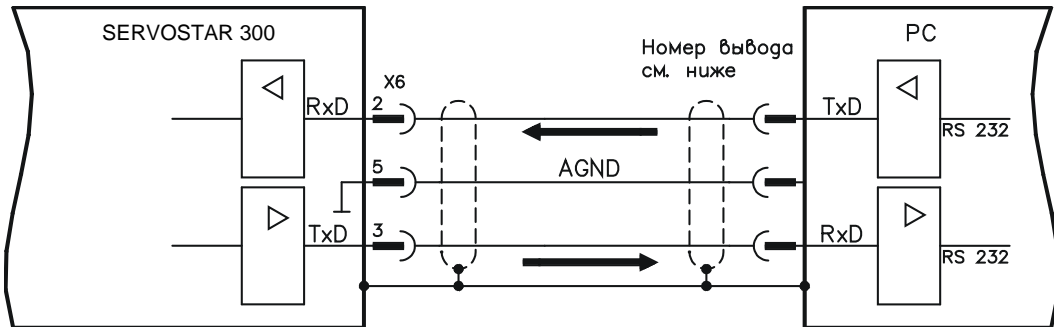 SERVOSTAR 300
PC
Номер вывода
см. ниже
X6
RxD
2
TxD
RS 232
5
AGND
TxD
3
RxD
RS 232